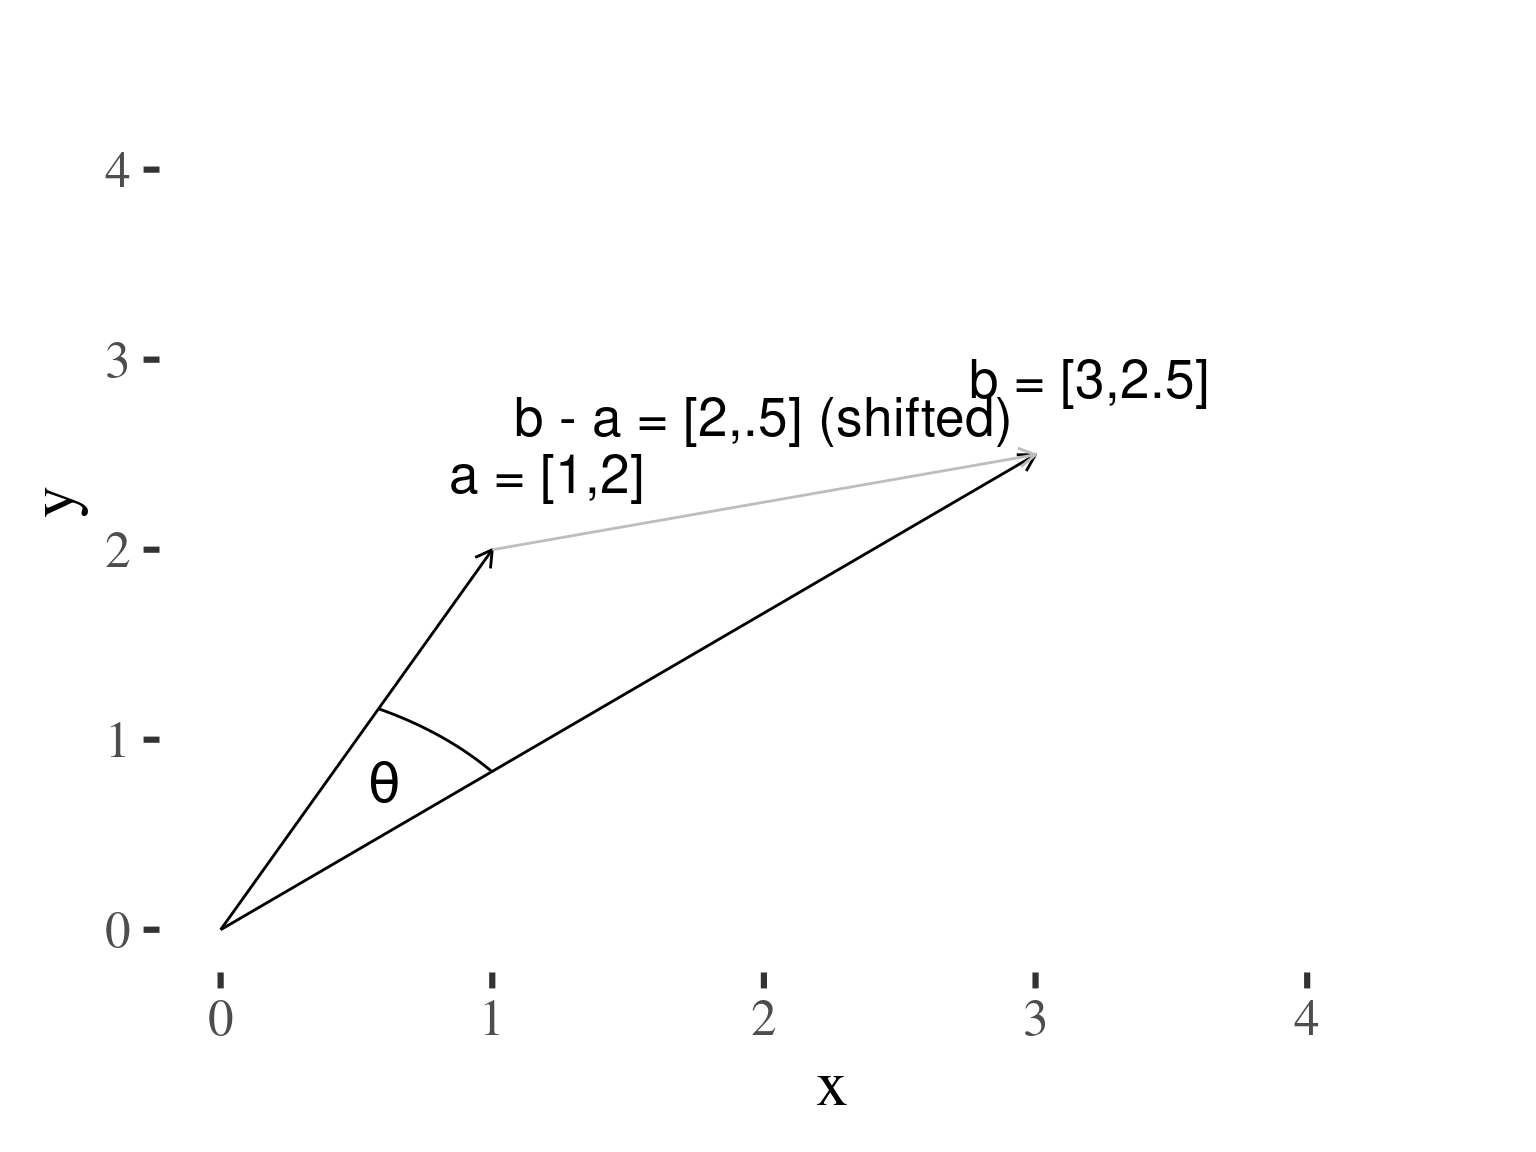 4
3
b = [3,2.5]
b - a = [2,.5] (shifted)
a = [1,2]
y
2
1
θ
0
0 1 2 3 4
x